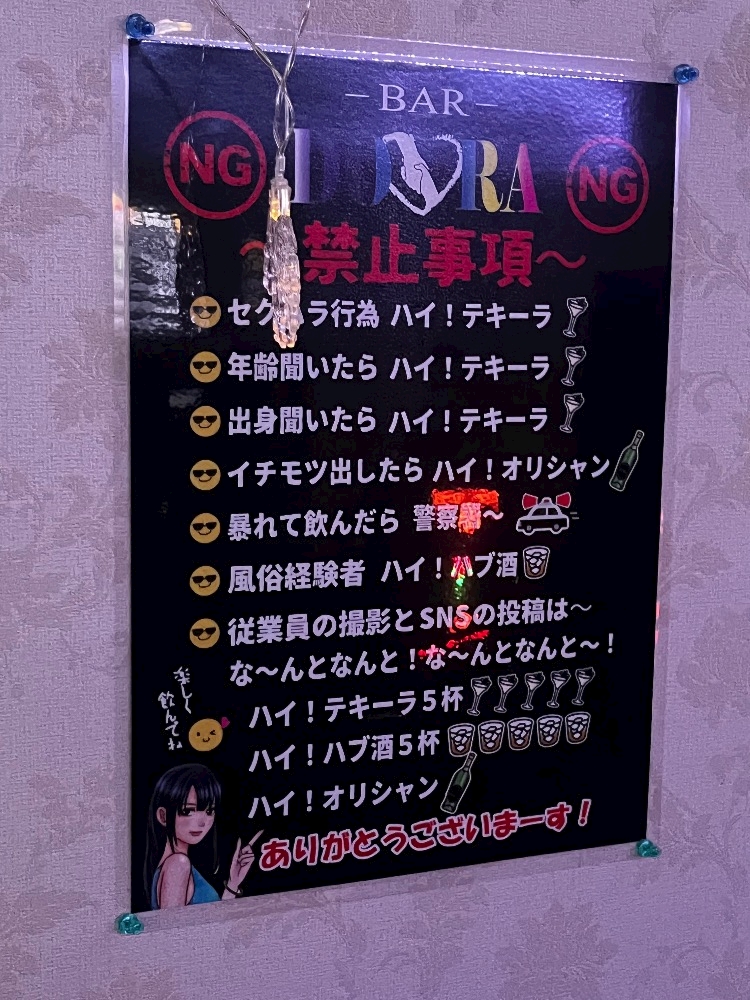 －BAR－
NG
RA
NG
～禁止事項～
セクハラ行為 ハイ！テキーラ
年齢聞いたら ハイ！テキーラ
出身聞いたら ハイ！テキーラ
イチモツ出したら ハイ！オリシャン
暴れて飲んだら 警察署～
風俗経験者 ハイ！ハブ酒
従業員の撮影とSNSの投稿は～
な～んとなんと！な～んとなんと～！
ハイ！テキーラ５杯
ハイ！ハブ酒５杯
ハイ！オリシャン
楽しく
飲んでね
ありがとうございまーす！